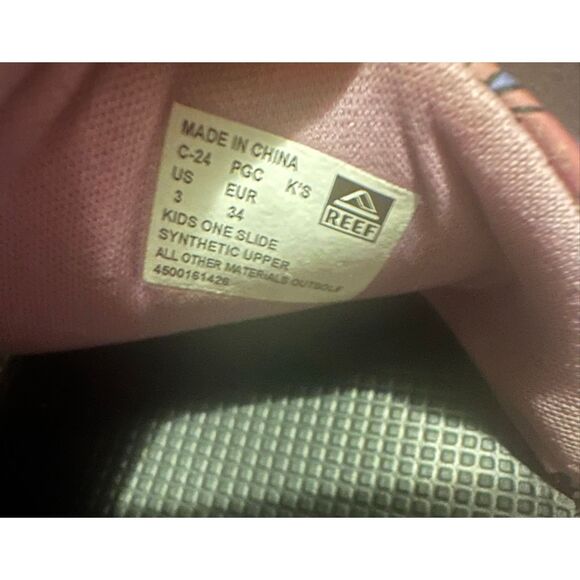 MADE IN CHINA
C-24 PGC K'S
US EUR
3 34
KIDS ONE SLIDE
SYNTHETIC UPPER
ALL OTHER MATERIALS OUTSOLE
4500161426
REEF